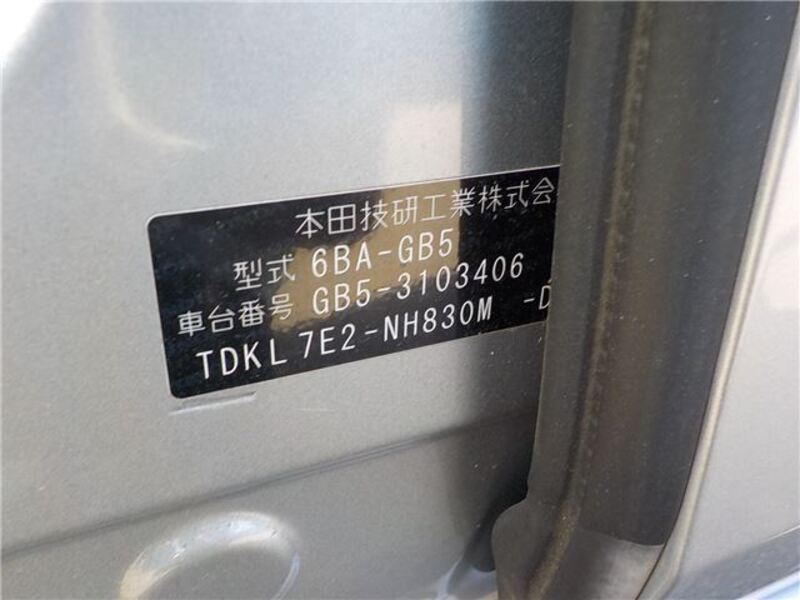 本田技研工業株式会
型式 6BA-GB5
車台番号 GB5-3103406
TDKL 7E2-NH830M -D